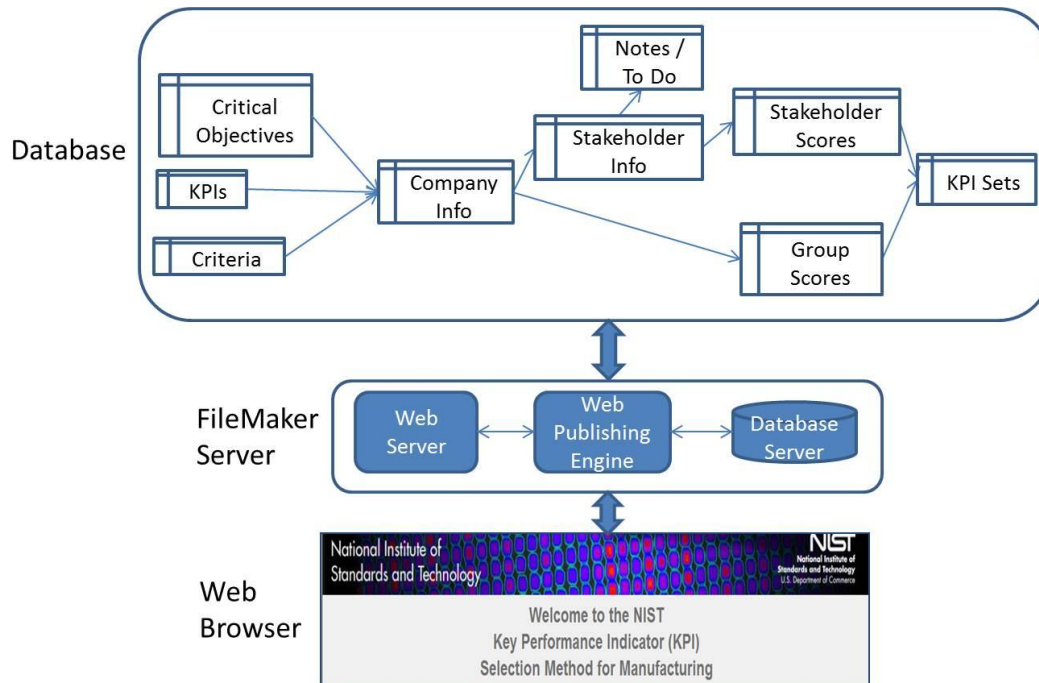 Database
Critical
Objectives
KPIs
Criteria
Company
Info
Notes /
To Do
Stakeholder
Info
Stakeholder
Scores
Group
Scores
KPI Sets
FileMaker
Server
Web
Server
Web
Publishing
Engine
Database
Server
Web
Browser
National Institute of
Standards and Technology
NIST
National Institute of
Standards and Technology
U.S. Department of Commerce
Welcome to the NIST
Key Performance Indicator (KPI)
Selection Method for Manufacturing